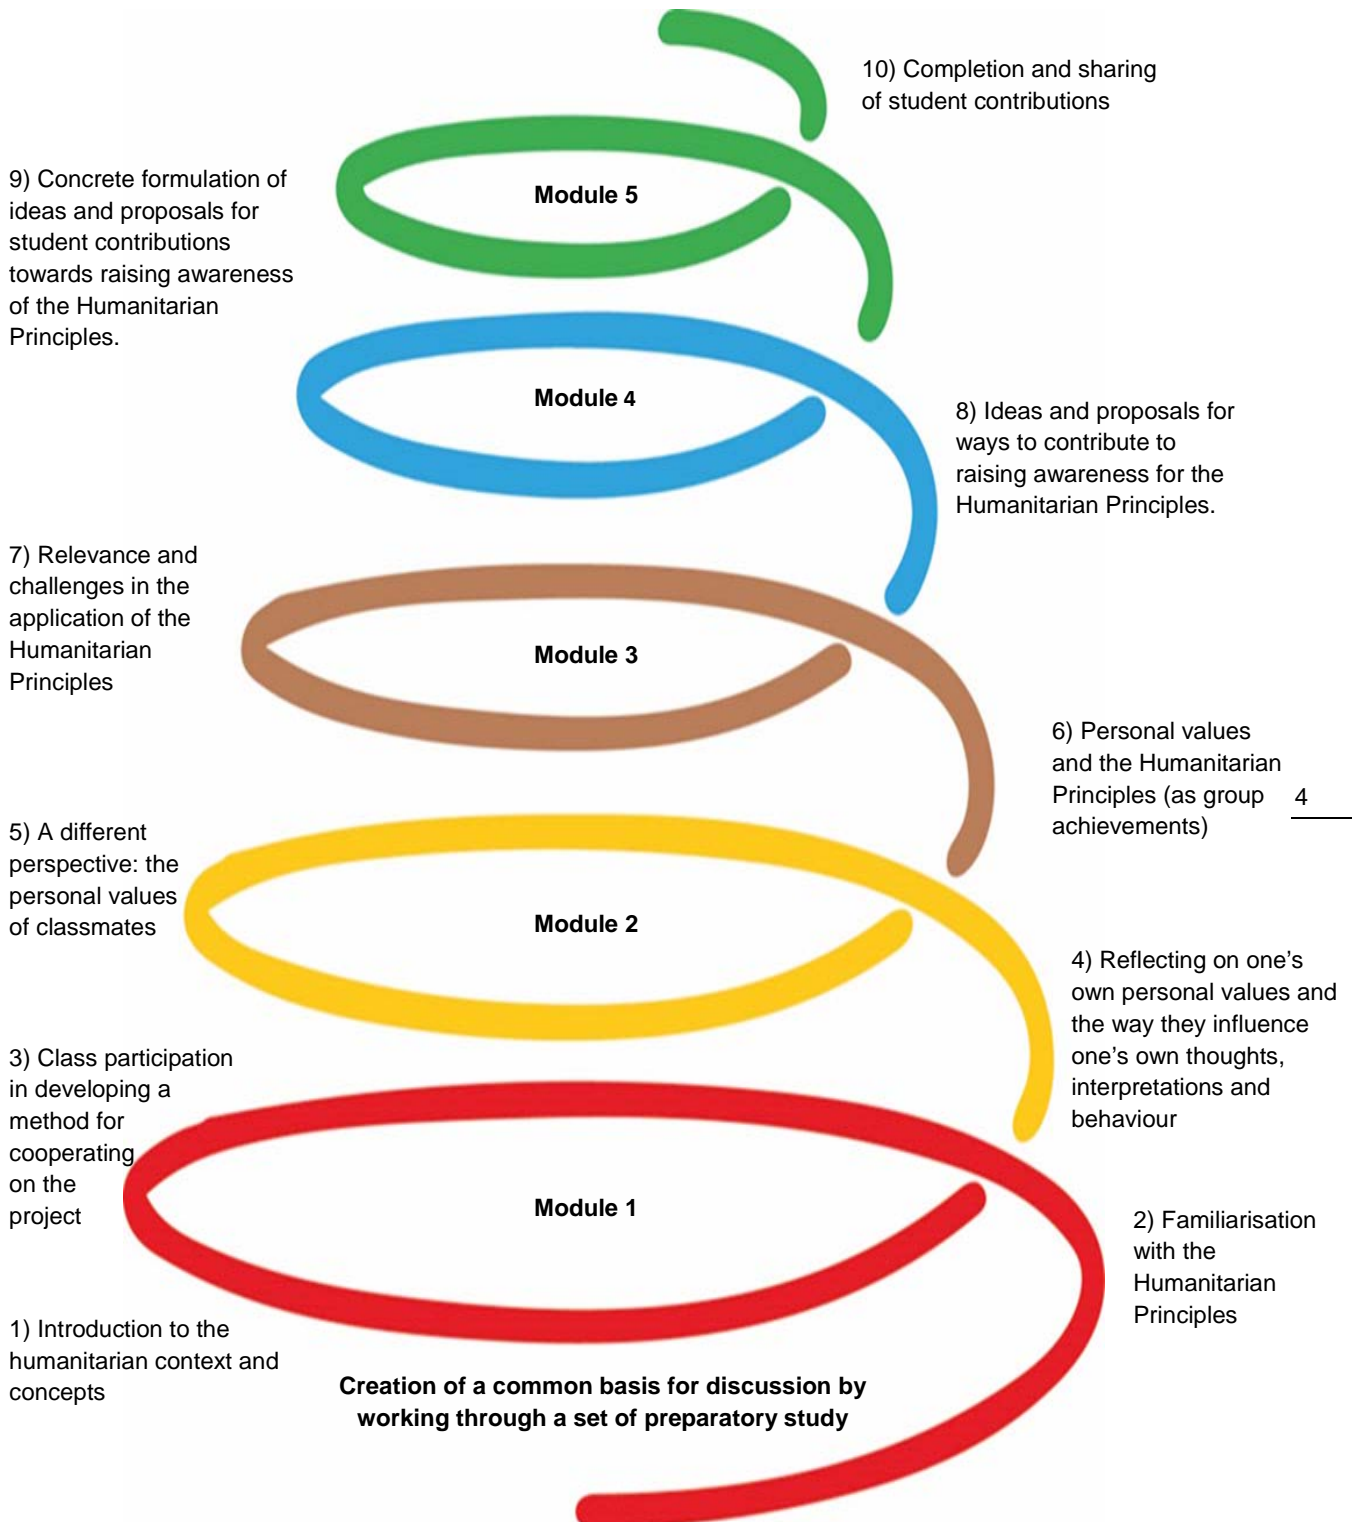 10) Completion and sharing
of student contributions
9) Concrete formulation of
ideas and proposals for
student contributions
towards raising awareness
of the Humanitarian
Principles.
Module 5
Module 4
8) Ideas and proposals for
ways to contribute to
raising awareness for the
Humanitarian Principles.
7) Relevance and
challenges in the
application of the
Humanitarian
Principles
Module 3
6) Personal values
and the Humanitarian
Principles (as group
achievements)
4
5) A different
perspective: the
personal values
of classmates
Module 2
4) Reflecting on one’s
own personal values and
the way they influence
one’s own thoughts,
interpretations and
behaviour
3) Class participation
in developing a
method for
cooperating
on the
project
Module 1
2) Familiarisation
with the
Humanitarian
Principles
1) Introduction to the
humanitarian context and
concepts
Creation of a common basis for discussion by
working through a set of preparatory study